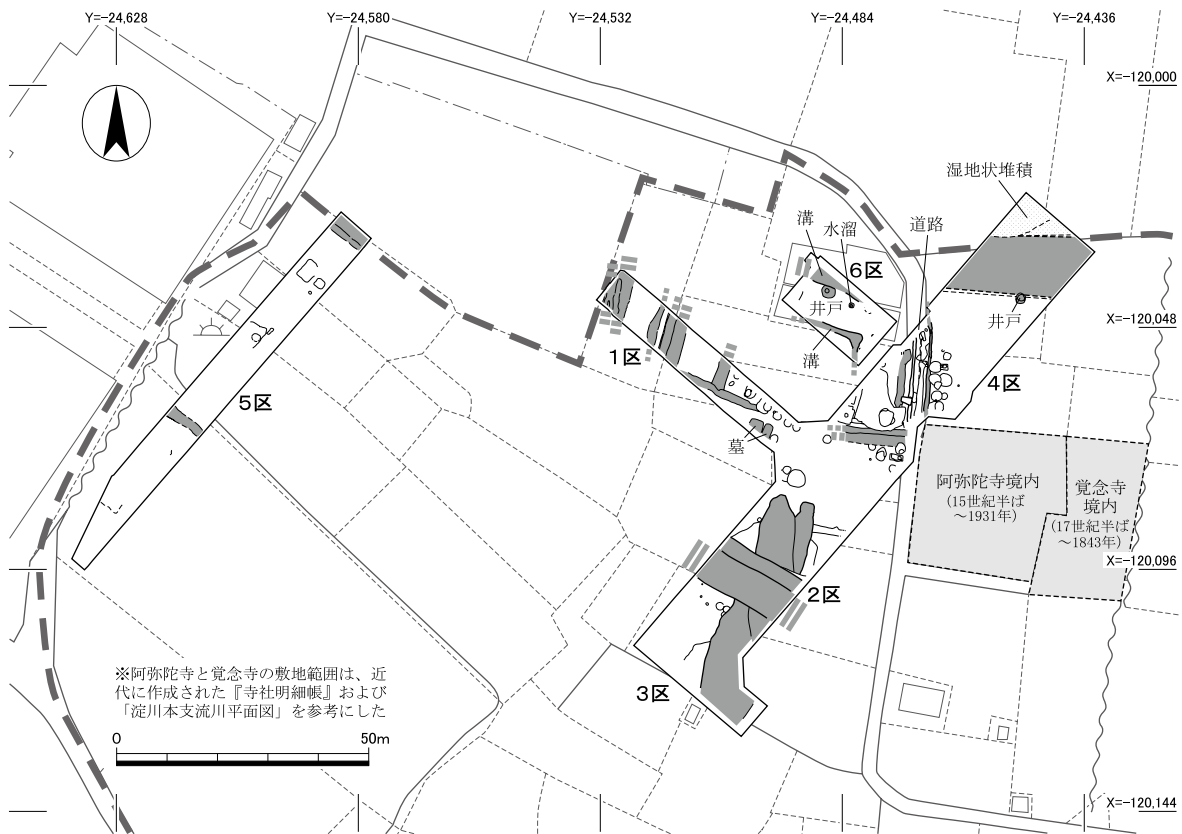 Y=−24,628
Y=−24,580
Y=−24,532
Y=−24,484
Y=−24,436
X=−120,000
湿地状堆積
溝
水溜
道路
6区
井戸
井戸
X=−120,048
溝
1区
4区
5区
墓
阿弥陀寺境内
(15世紀半ば
～1931年)
覚念寺
境内
(17世紀半ば
～1843年)
X=−120,096
2区
3区
※阿弥陀寺と覚念寺の敷地範囲は、近
代に作成された『寺社明細帳』および
「淀川本支流川平面図」を参考にした
0
50m
X=−120,144